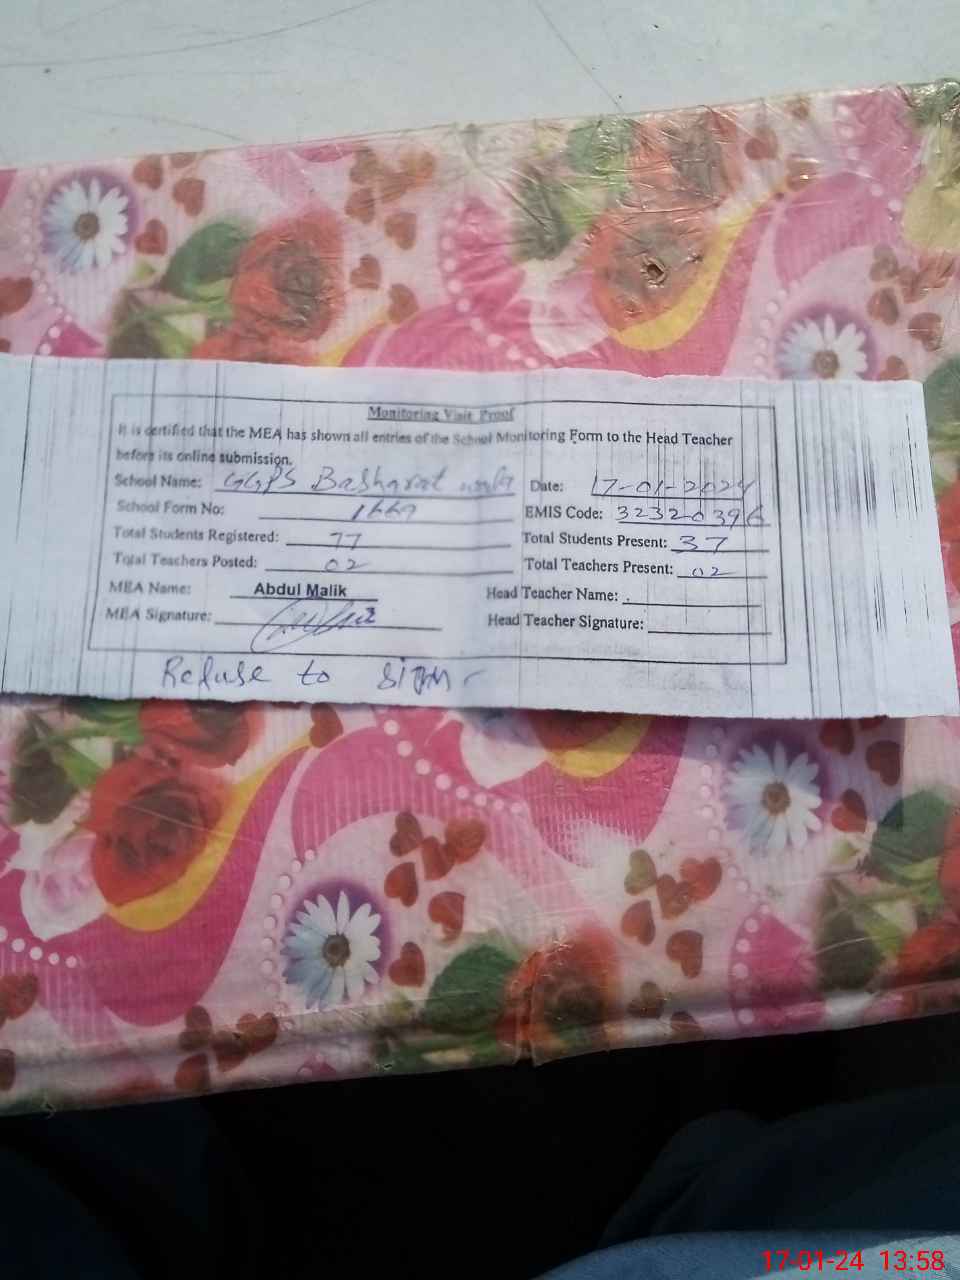 Monitoring Visit Proof
It is certified that the MEA has shown all entries of the School Monitoring Form to the Head Teacher
before its online submission.
School Name: GGPS Basharat Date: 17-01-2024
School Form No: 1669 EMIS Code: 32320396
Total Students Registered: 77 Total Students Present: 37
Total Teachers Posted: 02 Total Teachers Present: 02
MEA Name: Abdul Malik Head Teacher Name:
MEA Signature: Head Teacher Signature:
Refuse to sign
17-01-24 13:58